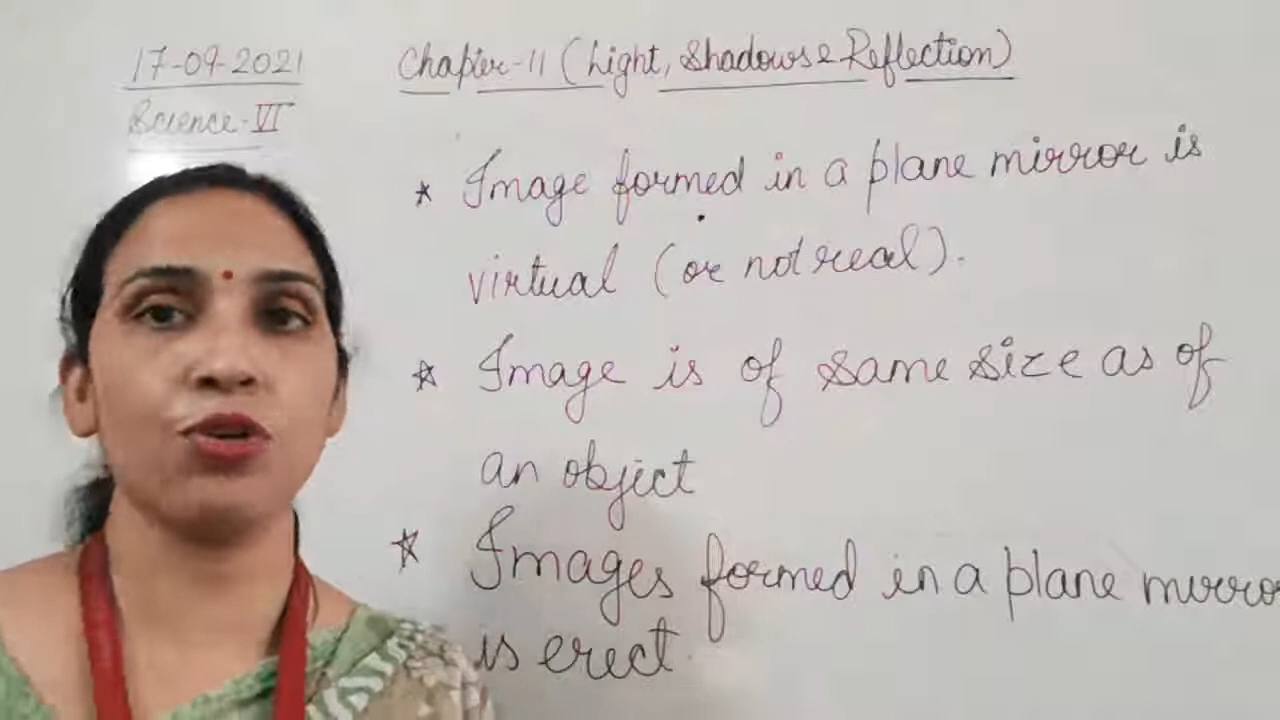 17-09-2021
Science-VI
Chapter-11 (Light, Shadows & Reflection)
* Image formed in a plane mirror is
virtual (or not real).
* Image is of same size as of
an object
* Images formed in a plane mirro
is erect